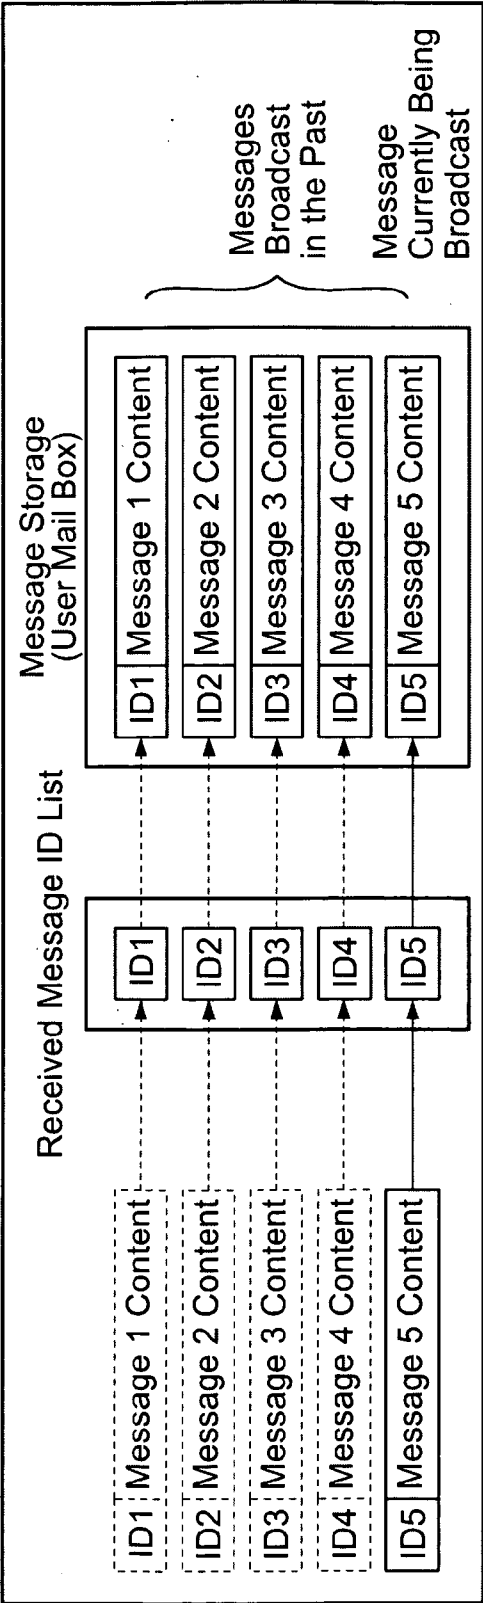 Received Message ID List
Message Storage
(User Mail Box)
ID1 Message 1 Content
ID1
ID1 Message 1 Content
ID2 Message 2 Content
ID2
ID2 Message 2 Content
ID3 Message 3 Content
ID3
ID3 Message 3 Content
ID4 Message 4 Content
ID4
ID4 Message 4 Content
ID5 Message 5 Content
ID5
ID5 Message 5 Content
Messages
Broadcast
in the Past
Message
Currently Being
Broadcast